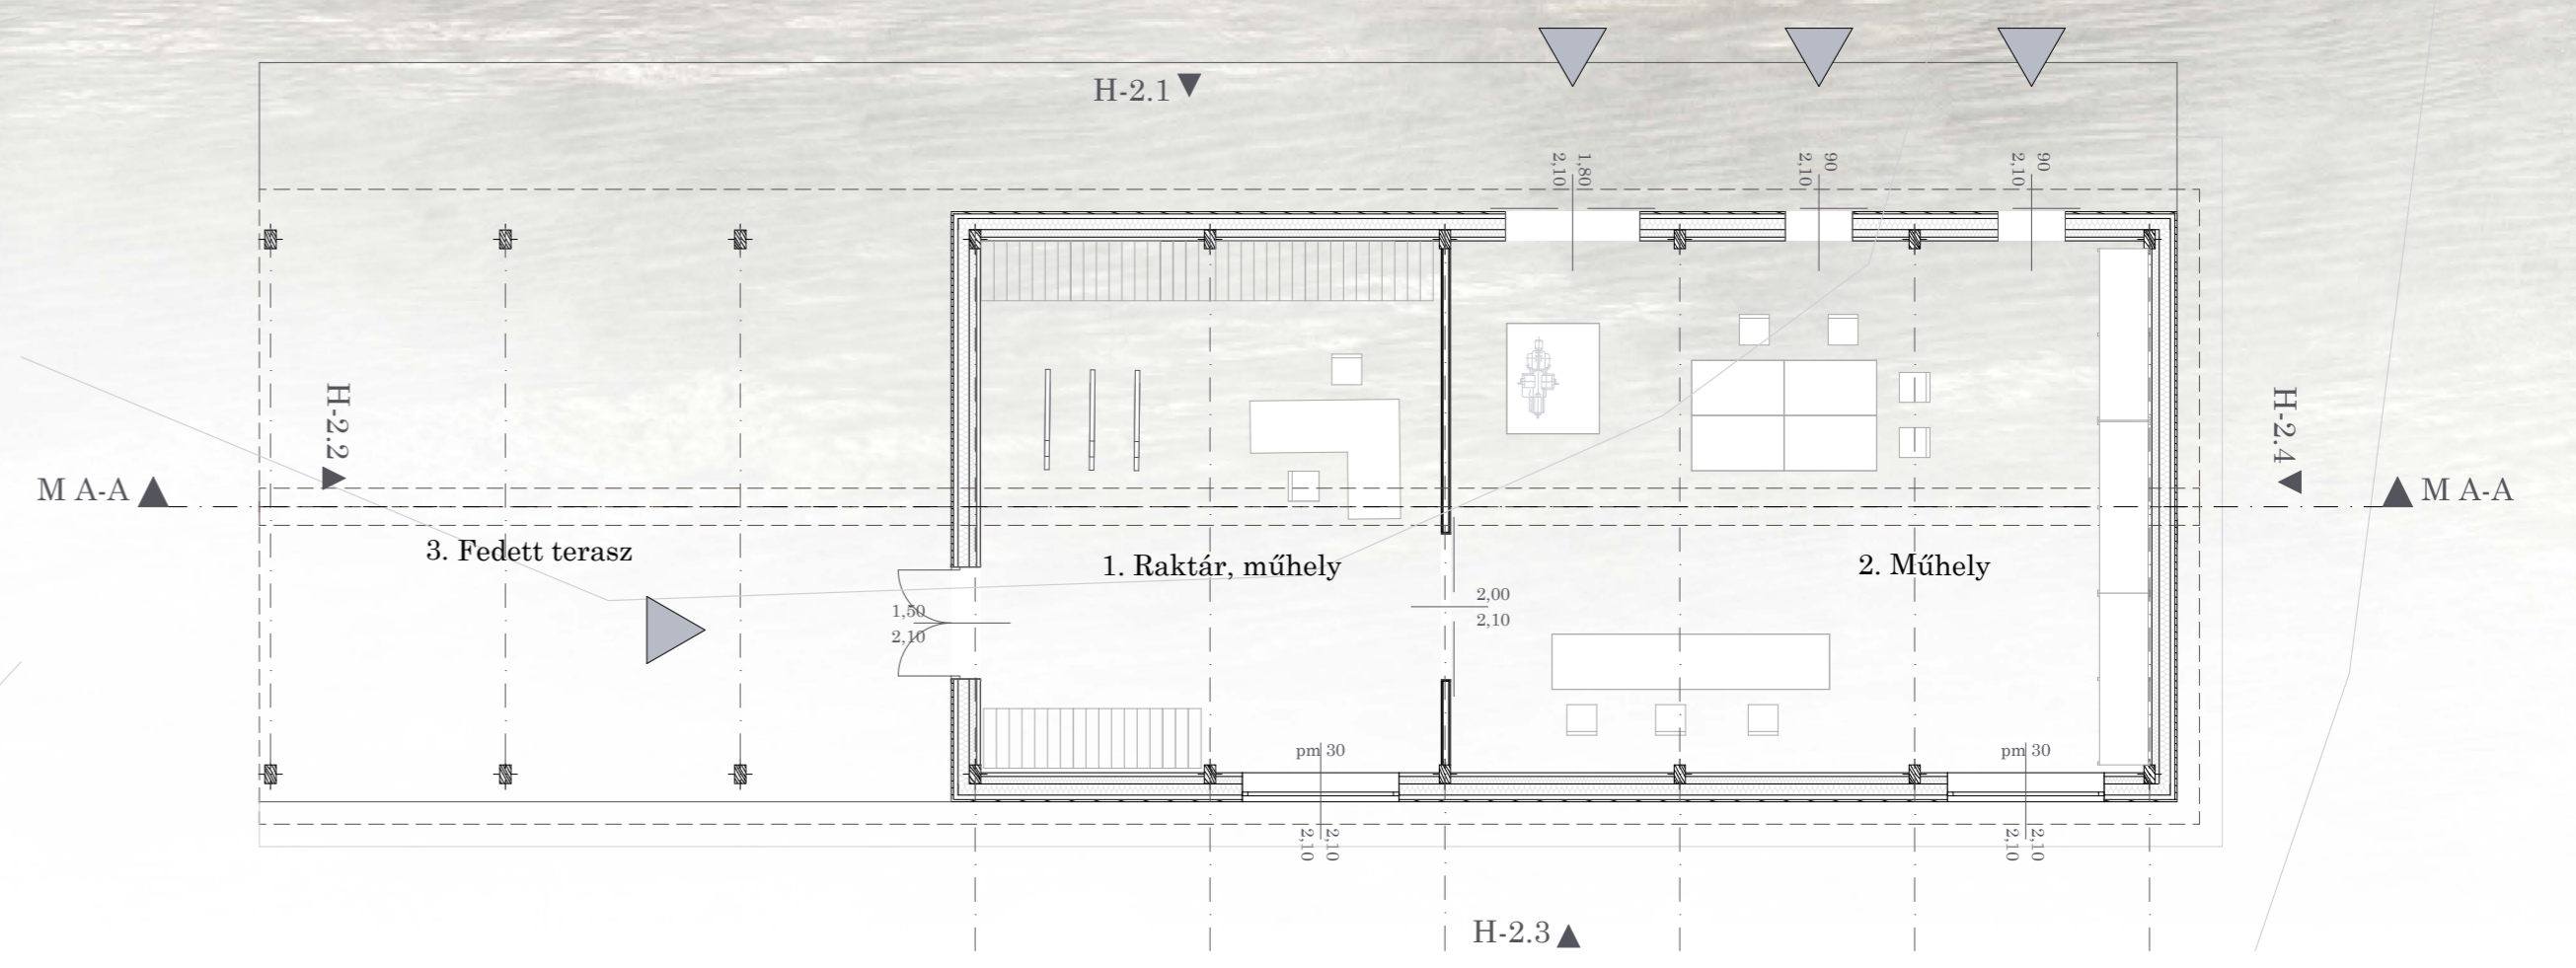 H-2.1
1,80
2,10
90
2,10
90
2,10
H-2.2
H-2.4
M A-A
M A-A
3. Fedett terasz
1. Raktár, műhely
2. Műhely
1,50
2,10
2,00
2,10
pm 30
pm 30
2,10
2,10
2,10
2,10
H-2.3